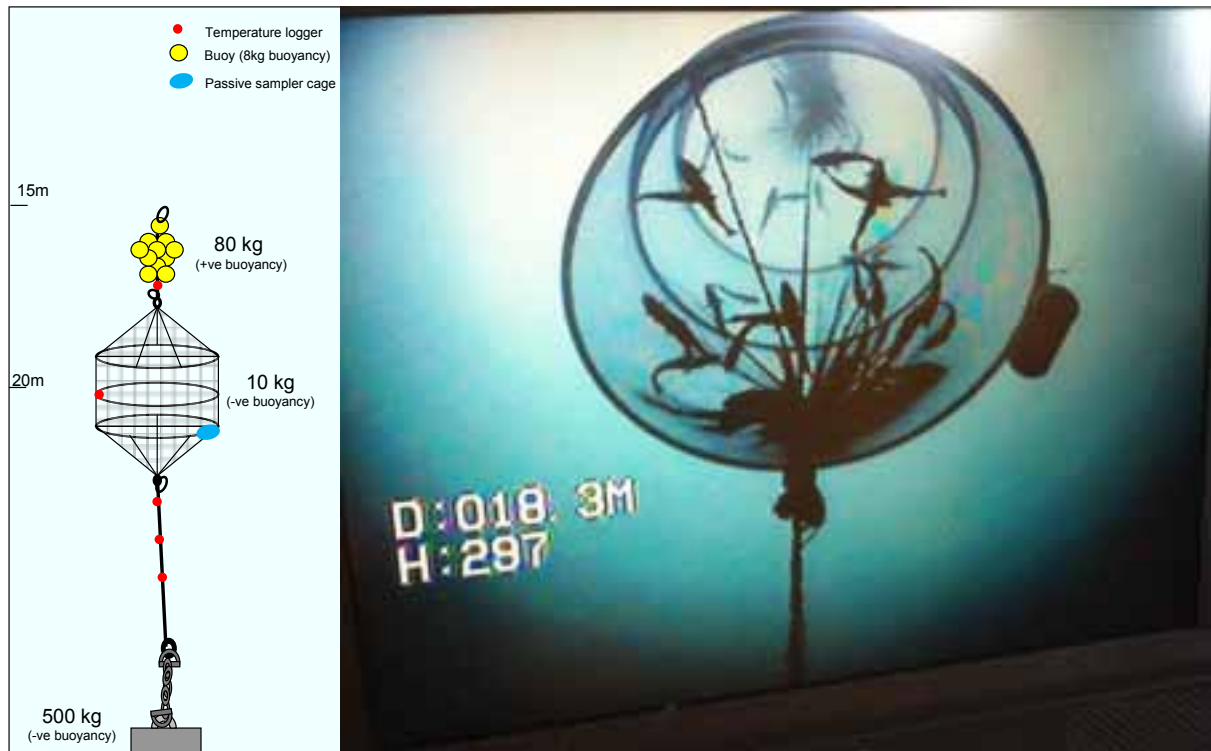 Temperature logger
Buoy (8kg buoyancy)
Passive sampler cage
15m
80 kg
(+ve buoyancy)
20m
10 kg
(-ve buoyancy)
500 kg
(-ve buoyancy)
D:018.3M
H:287